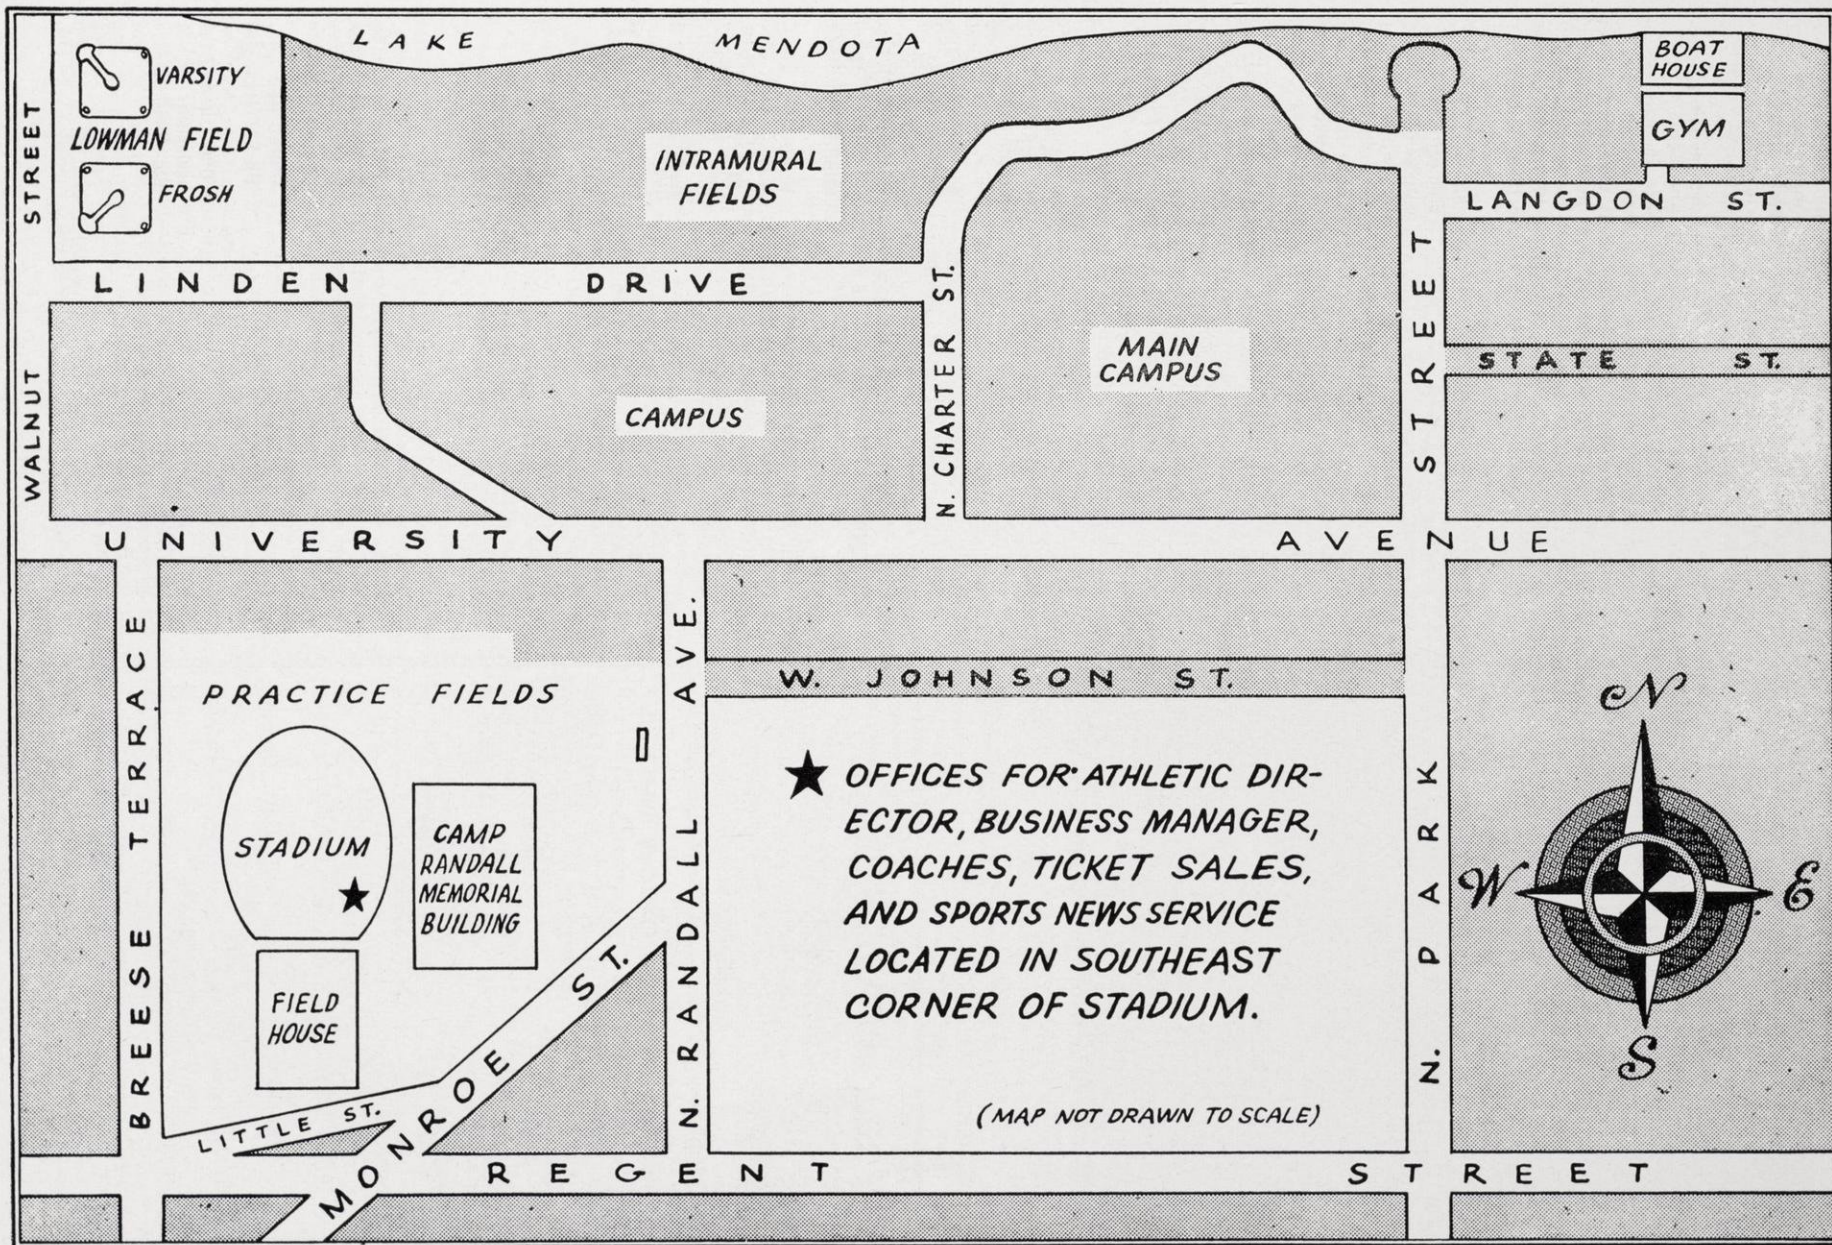 LAKE MENDOTA
VARSITY
LOWMAN FIELD
FROSH
INTRAMURAL
FIELDS
BOAT
HOUSE
GYM
LANGDON ST.
LINDEN DRIVE
WALNUT STREET
CAMPUS
N. CHARTER ST.
MAIN
CAMPUS
STATE ST.
N. PARK STREET
UNIVERSITY AVENUE
BREESE TERRACE
PRACTICE FIELDS
N. RANDALL AVE.
W. JOHNSON ST.
STADIUM
CAMP
RANDALL
MEMORIAL
BUILDING
FIELD
HOUSE
★ OFFICES FOR ATHLETIC DIR-
ECTOR, BUSINESS MANAGER,
COACHES, TICKET SALES,
AND SPORTS NEWS SERVICE
LOCATED IN SOUTHEAST
CORNER OF STADIUM.
(MAP NOT DRAWN TO SCALE)
N
W E
S
LITTLE ST.
MONROE ST.
REGENT STREET